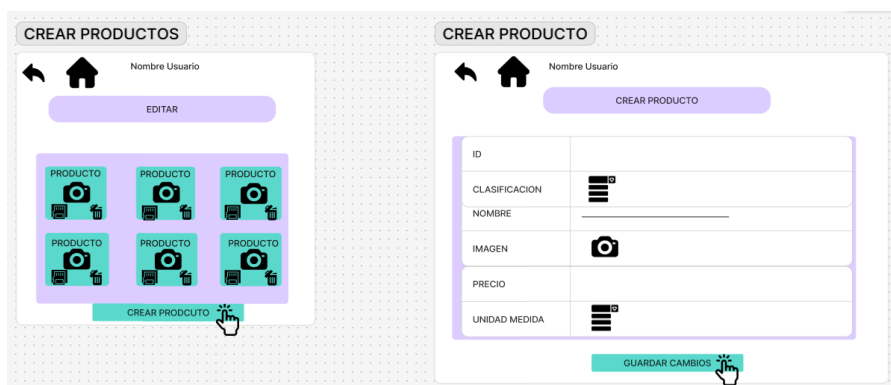 CREAR PRODUCTOS
Nombre Usuario
EDITAR
PRODUCTO PRODUCTO PRODUCTO
PRODUCTO PRODUCTO PRODUCTO
CREAR PRODCUTO
CREAR PRODUCTO
Nombre Usuario
CREAR PRODUCTO
ID
CLASIFICACION
NOMBRE
IMAGEN
PRECIO
UNIDAD MEDIDA
GUARDAR CAMBIOS